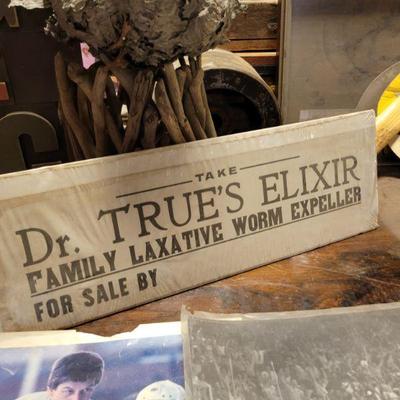 TAKE
Dr. TRUE'S ELIXIR
FAMILY LAXATIVE WORM EXPELLER
FOR SALE BY